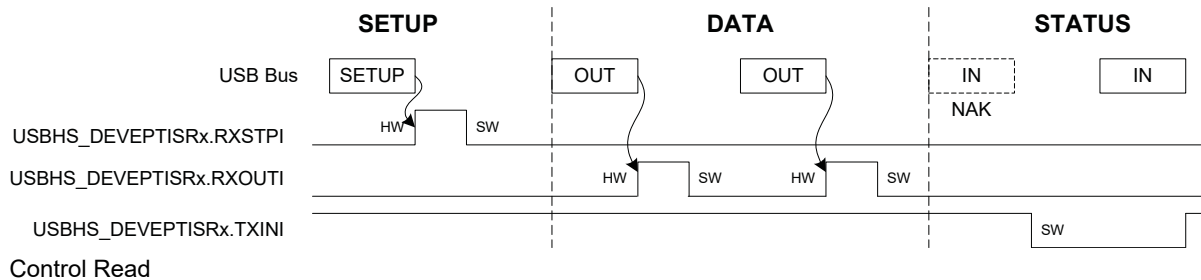 SETUP DATA STATUS
USB Bus SETUP OUT OUT IN IN
NAK
USBHS_DEVEPTISRx.RXSTPI HW SW
USBHS_DEVEPTISRx.RXOUTI HW SW HW SW
USBHS_DEVEPTISRx.TXINI SW
Control Read